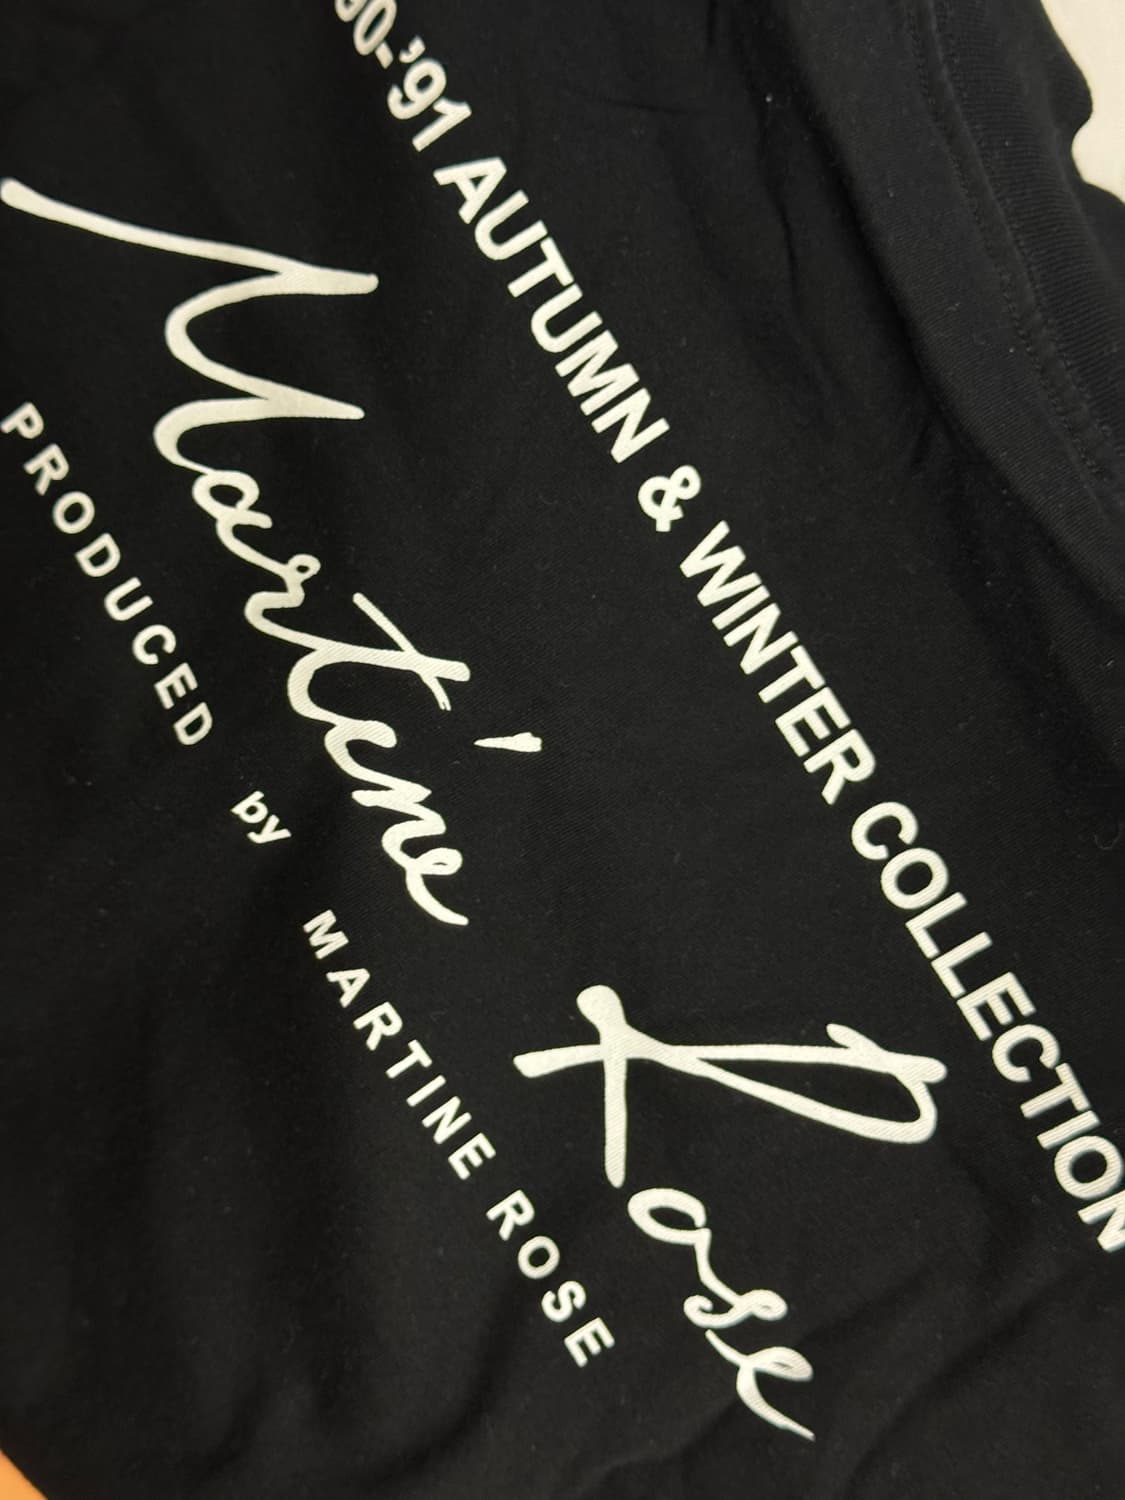 90-'91 AUTUMN & WINTER COLLECTION
Martine Rose
PRODUCED by MARTINE ROSE